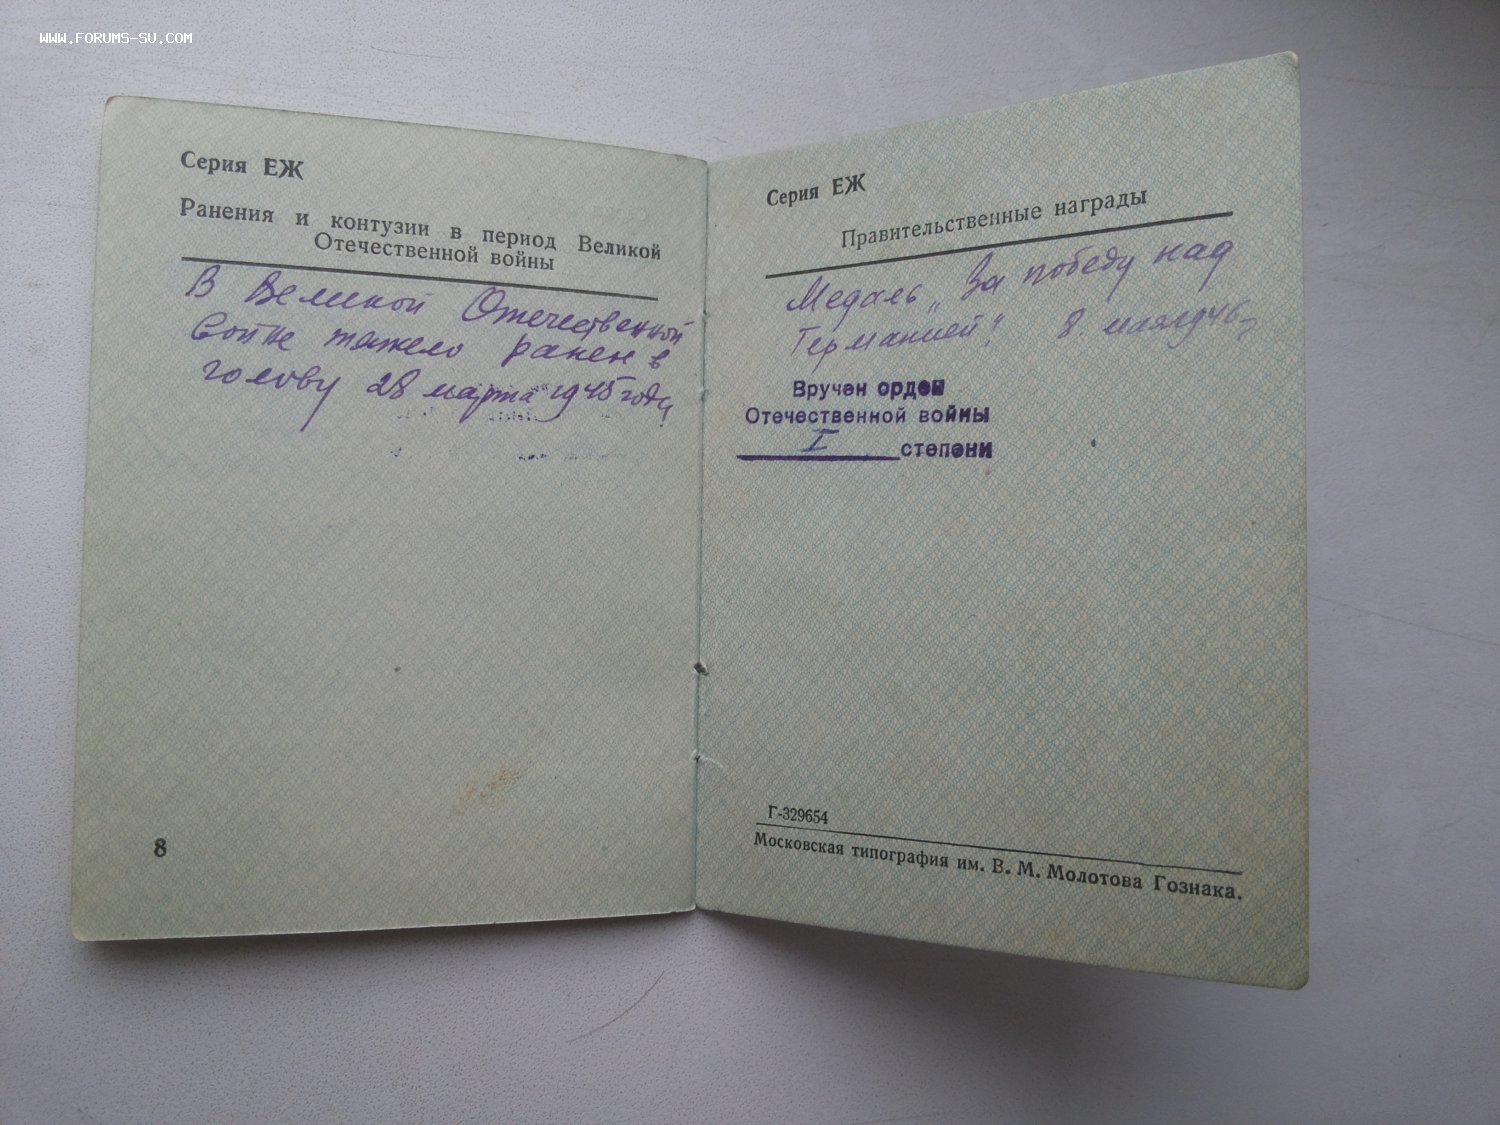 WWW.FORUMS-SU.COM
Серия ЕЖ
Ранения и контузии в период Великой
Отечественной войны
В Великой Отечественной
войне тяжело ранен в
голову 28 марта 1945 года
8
Серия ЕЖ
Правительственные награды
Медаль „За победу над
Германией". 8. мая 1946г
Вручен орден
Отечественной войны
I степени
Г-329654
Московская типография им. В. М. Молотова Гознака.